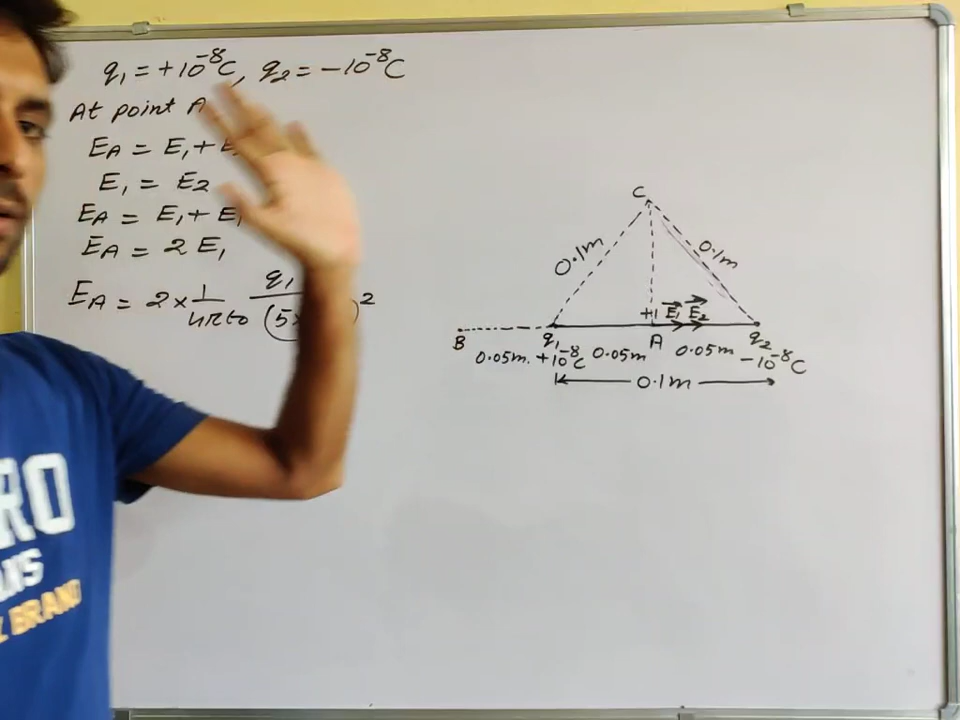 q₁ = +10⁻⁸C, q₂ = −10⁻⁸C
At point A
E_A = E₁ + E
E₁ = E₂
E_A = E₁ + E₁
E_A = 2 E₁
E_A = 2 × 1/4πε₀ q₁/(5× )²
C
0.1m 0.1m
+1 E₁ E₂
B q₁ A q₂
0.05m. +10⁻⁸C 0.05m 0.05m −10⁻⁸C
0.1m
RO
BRAND